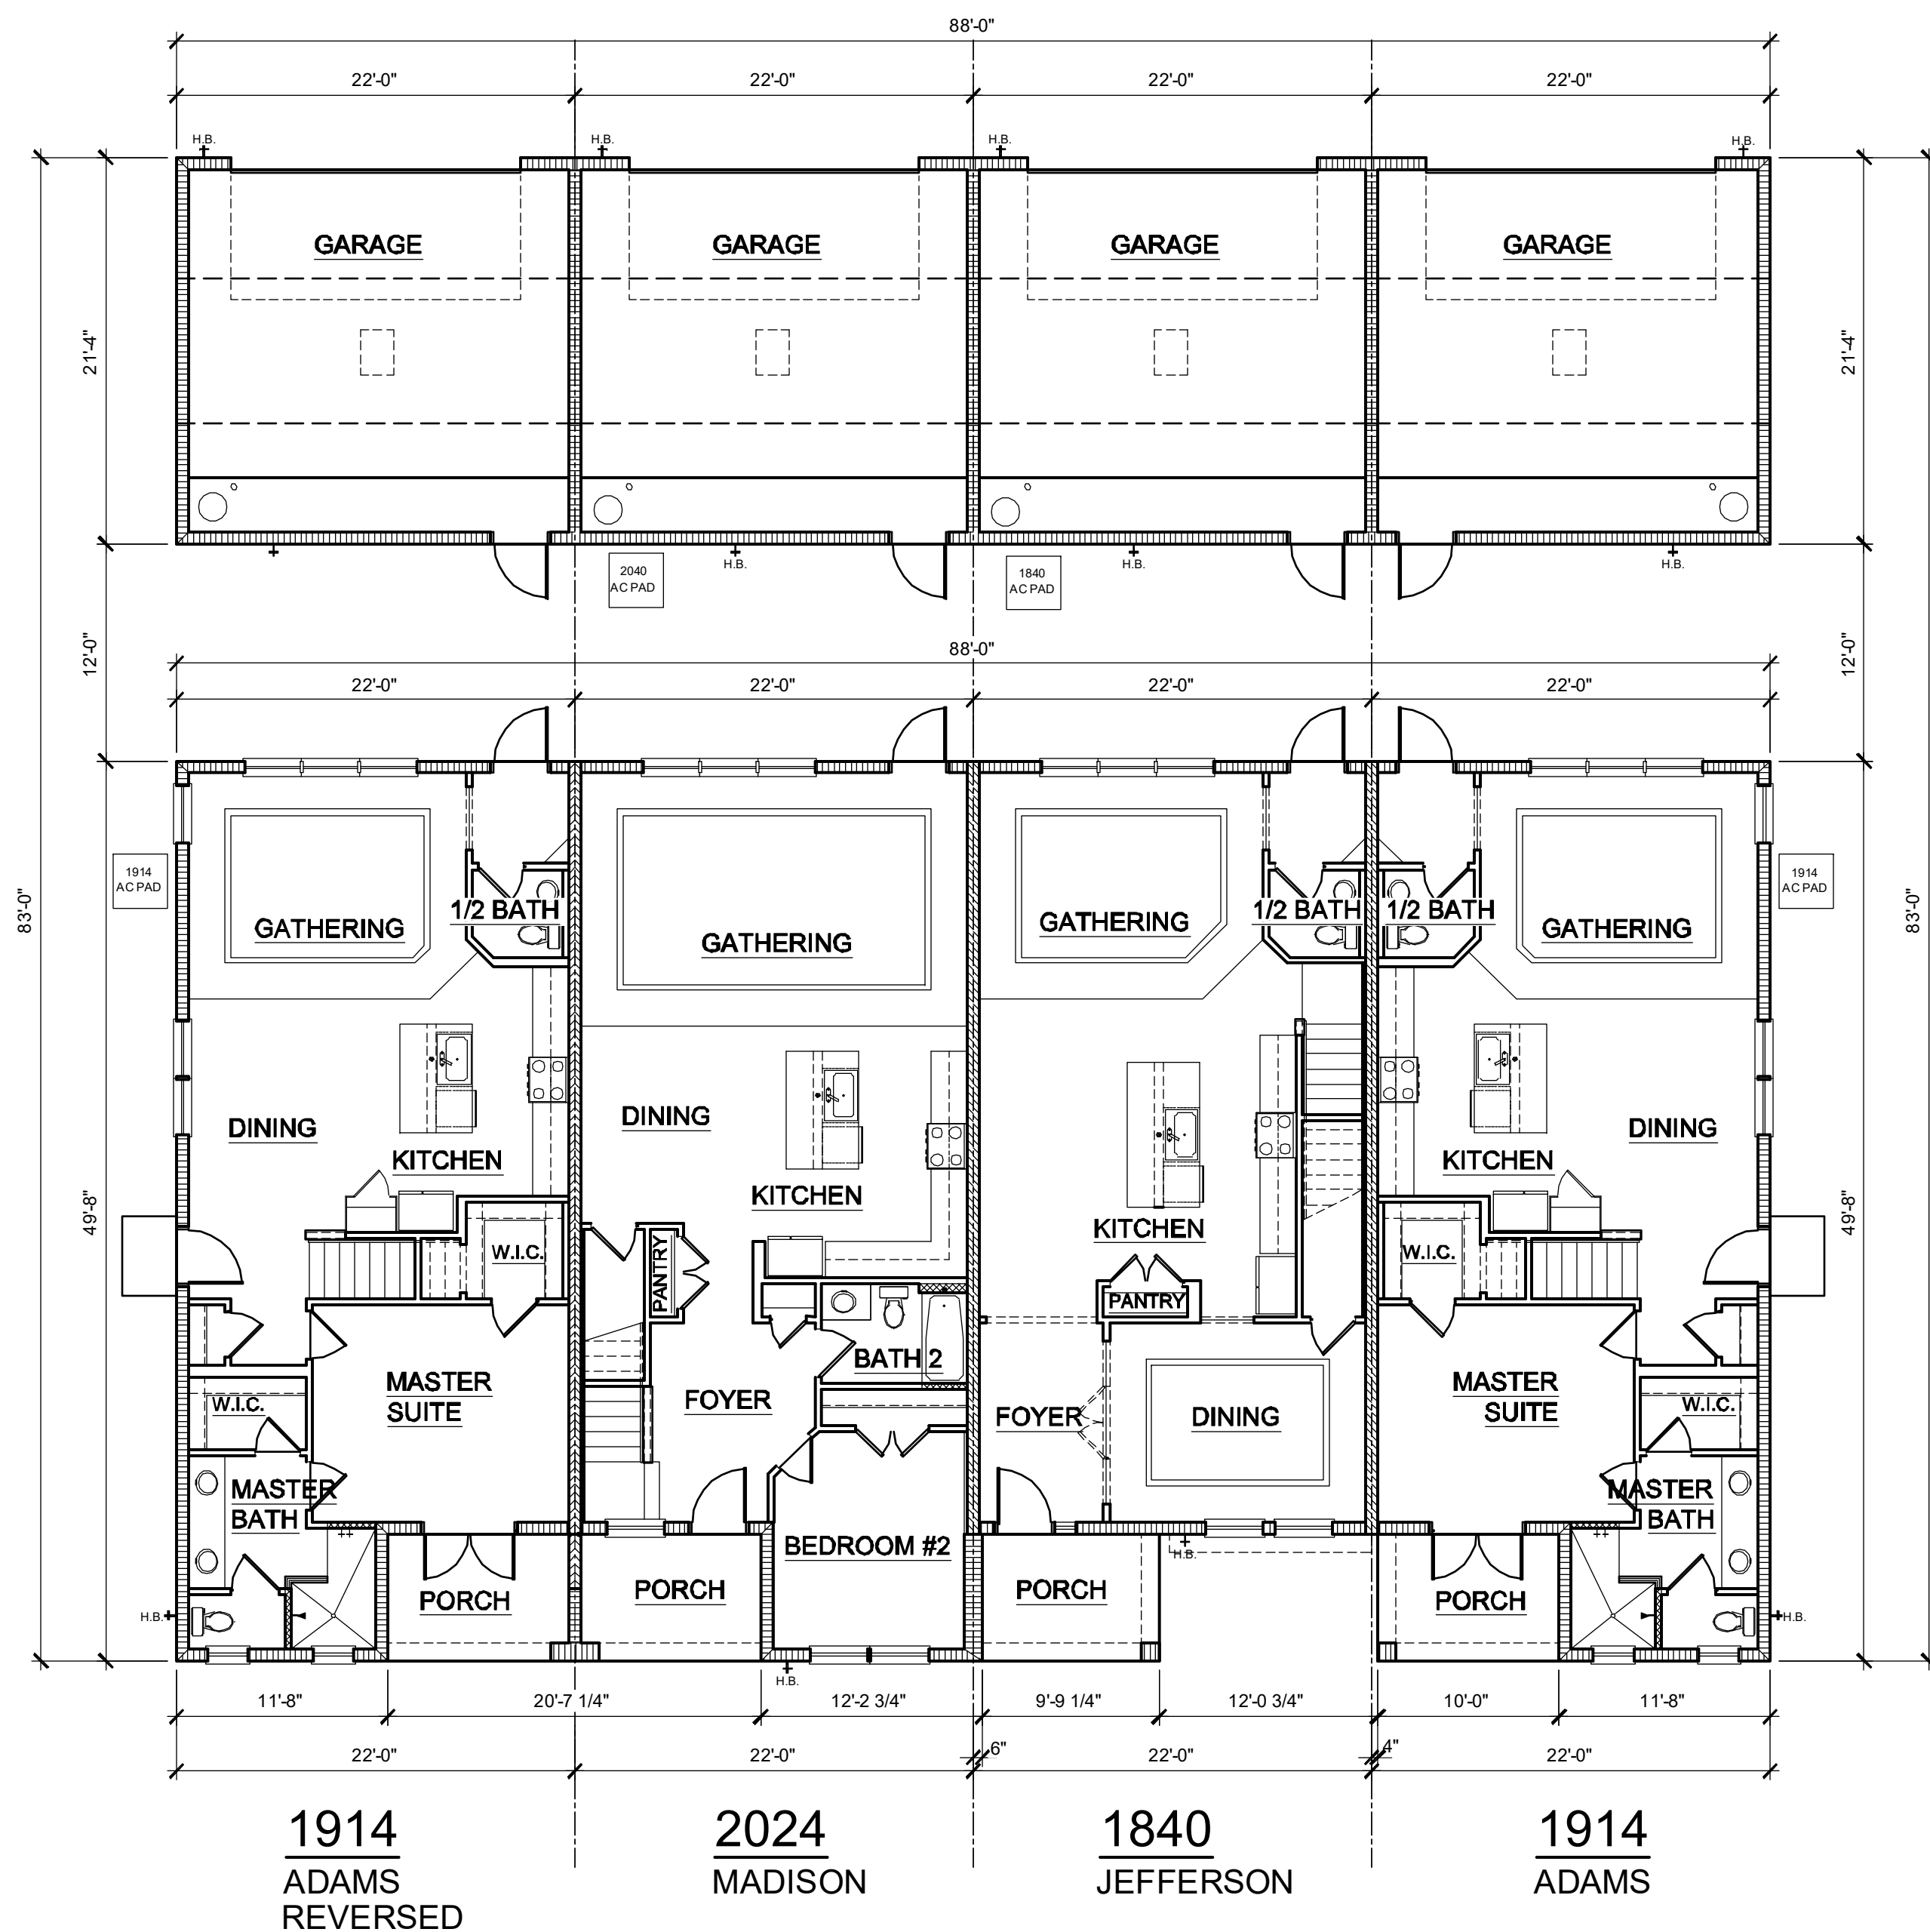 88'-0"
22'-0"
22'-0"
22'-0"
22'-0"
H.B.
H.B.
H.B.
H.B.
GARAGE
GARAGE
GARAGE
GARAGE
21'-4"
21'-4"
2040
AC PAD
H.B.
1840
AC PAD
H.B.
H.B.
12'-0"
12'-0"
88'-0"
22'-0"
22'-0"
22'-0"
22'-0"
83'-0"
83'-0"
1914
AC PAD
1914
AC PAD
GATHERING
1/2 BATH
GATHERING
GATHERING
1/2 BATH
1/2 BATH
GATHERING
DINING
KITCHEN
DINING
KITCHEN
KITCHEN
KITCHEN
DINING
49'-8"
49'-8"
W.I.C.
PANTRY
PANTRY
W.I.C.
MASTER
SUITE
W.I.C.
BATH 2
FOYER
FOYER
DINING
MASTER
SUITE
W.I.C.
MASTER
BATH
BEDROOM #2
MASTER
BATH
H.B.
PORCH
PORCH
PORCH
PORCH
H.B.
H.B.
H.B.
11'-8"
20'-7 1/4"
12'-2 3/4"
9'-9 1/4"
12'-0 3/4"
10'-0"
11'-8"
22'-0"
22'-0"
6"
22'-0"
4"
22'-0"
1914
ADAMS
REVERSED
2024
MADISON
1840
JEFFERSON
1914
ADAMS